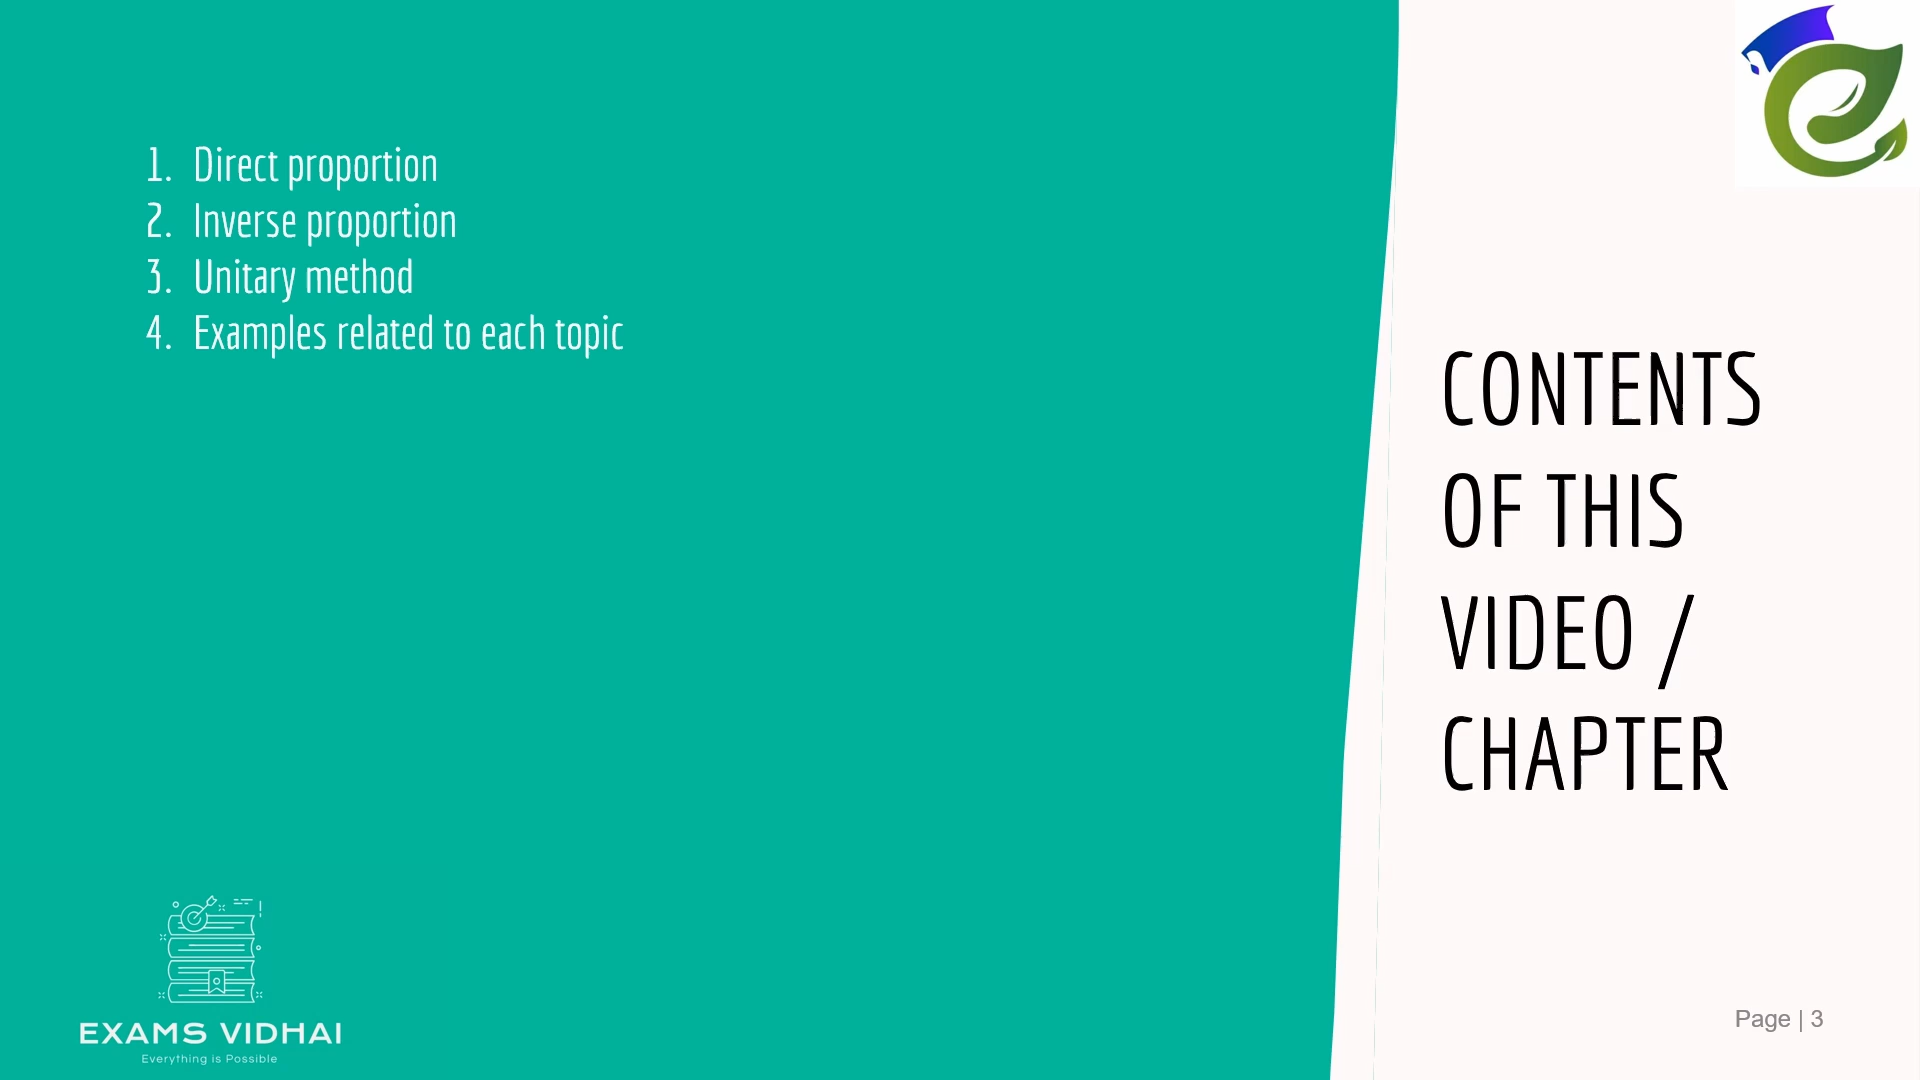 1. Direct proportion
2. Inverse proportion
3. Unitary method
4. Examples related to each topic
CONTENTS
OF THIS
VIDEO /
CHAPTER
EXAMS VIDHAI
Everything is Possible
Page | 3